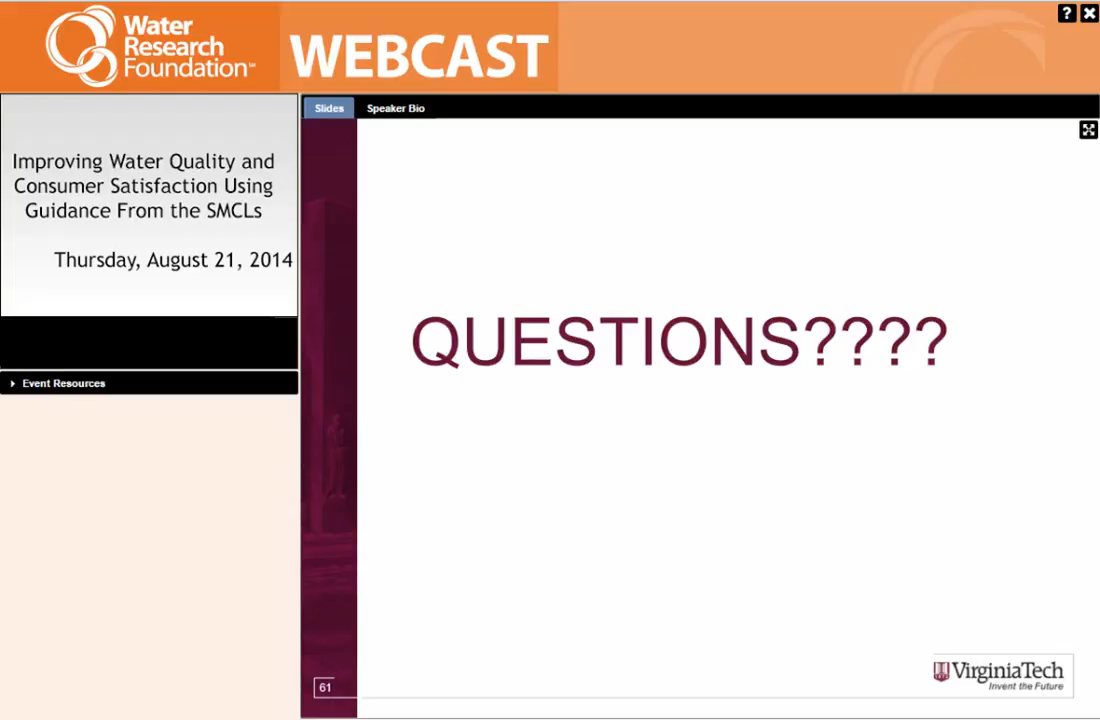 Water
Research
Foundation℠
WEBCAST
? ×
Slides Speaker Bio
Improving Water Quality and
Consumer Satisfaction Using
Guidance From the SMCLs
Thursday, August 21, 2014
Event Resources
QUESTIONS????
VirginiaTech
Invent the Future
61